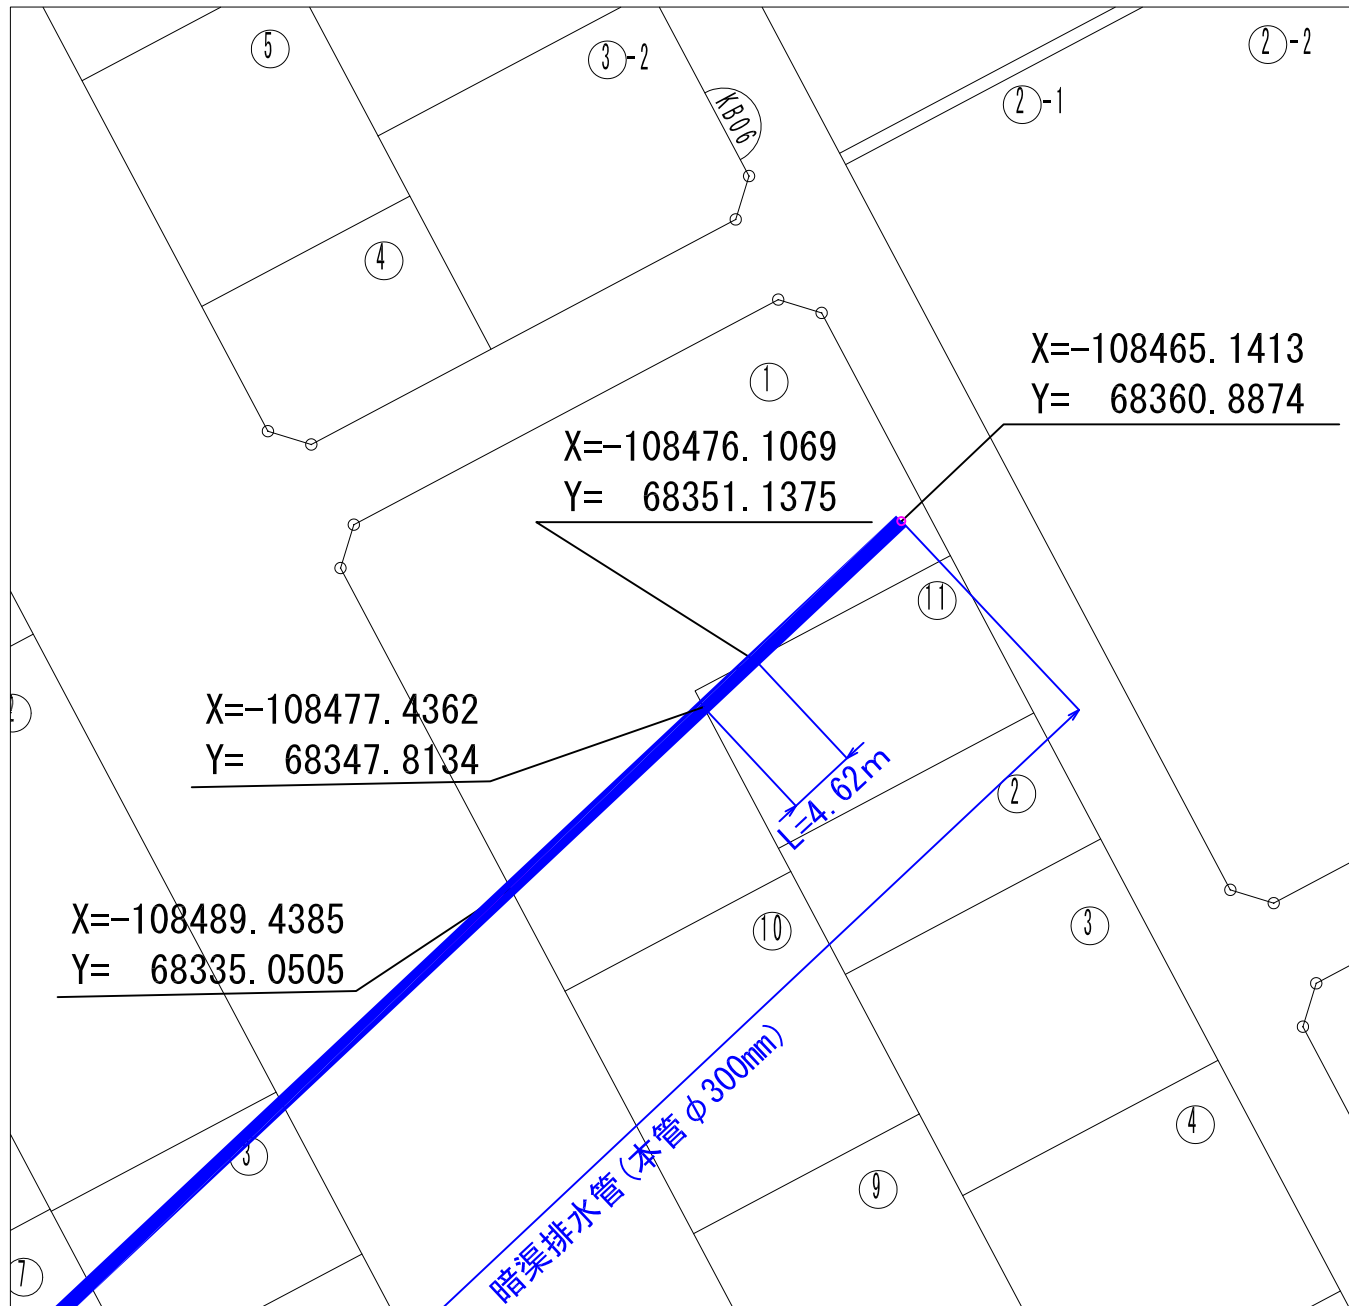 ⑤
③-2
②-2
②-1
KB06
④
①
X=-108465.1413
Y= 68360.8874
X=-108476.1069
Y= 68351.1375
⑪
X=-108477.4362
Y= 68347.8134
L=4.62m
②
X=-108489.4385
Y= 68335.0505
⑩
③
暗渠排水管(本管φ300mm)
④
③
⑨
⑦